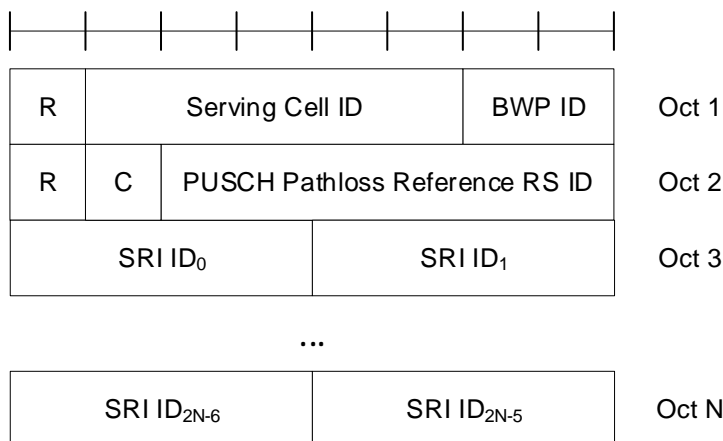 R Serving Cell ID BWP ID Oct 1
R C PUSCH Pathloss Reference RS ID Oct 2
SRI ID₀ SRI ID₁ Oct 3
...
SRI ID₂N₋₆ SRI ID₂N₋₅ Oct N